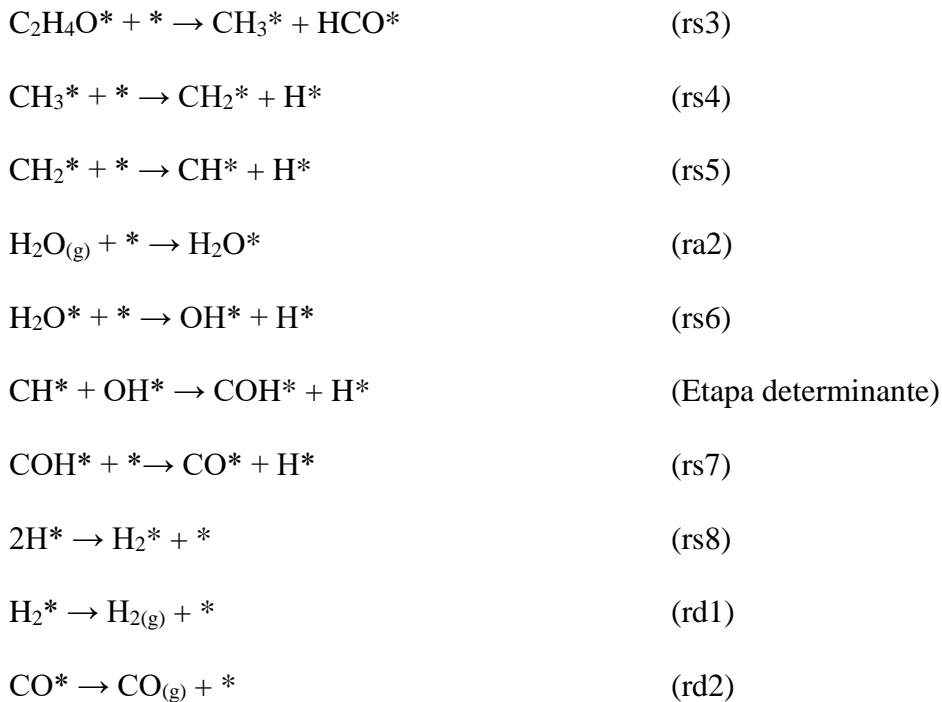 C₂H₄O* + * → CH₃* + HCO* (rs3)
CH₃* + * → CH₂* + H* (rs4)
CH₂* + * → CH* + H* (rs5)
H₂O₍g₎ + * → H₂O* (ra2)
H₂O* + * → OH* + H* (rs6)
CH* + OH* → COH* + H* (Etapa determinante)
COH* + *→ CO* + H* (rs7)
2H* → H₂* + * (rs8)
H₂* → H₂₍g₎ + * (rd1)
CO* → CO₍g₎ + * (rd2)